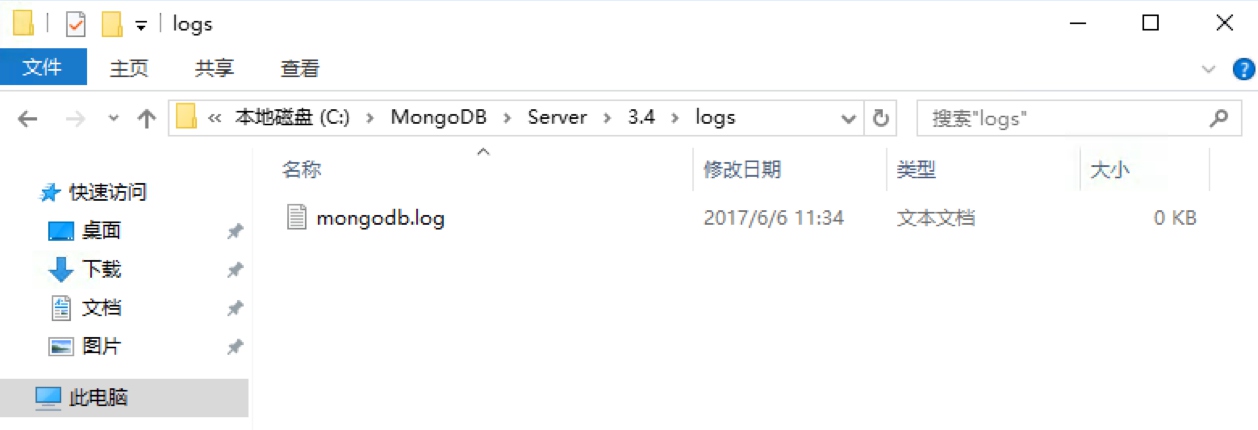 logs
文件 主页 共享 查看
« 本地磁盘 (C:) › MongoDB › Server › 3.4 › logs 搜索"logs"
名称 修改日期 类型 大小
快速访问
mongodb.log 2017/6/6 11:34 文本文档 0 KB
桌面
下载
文档
图片
此电脑